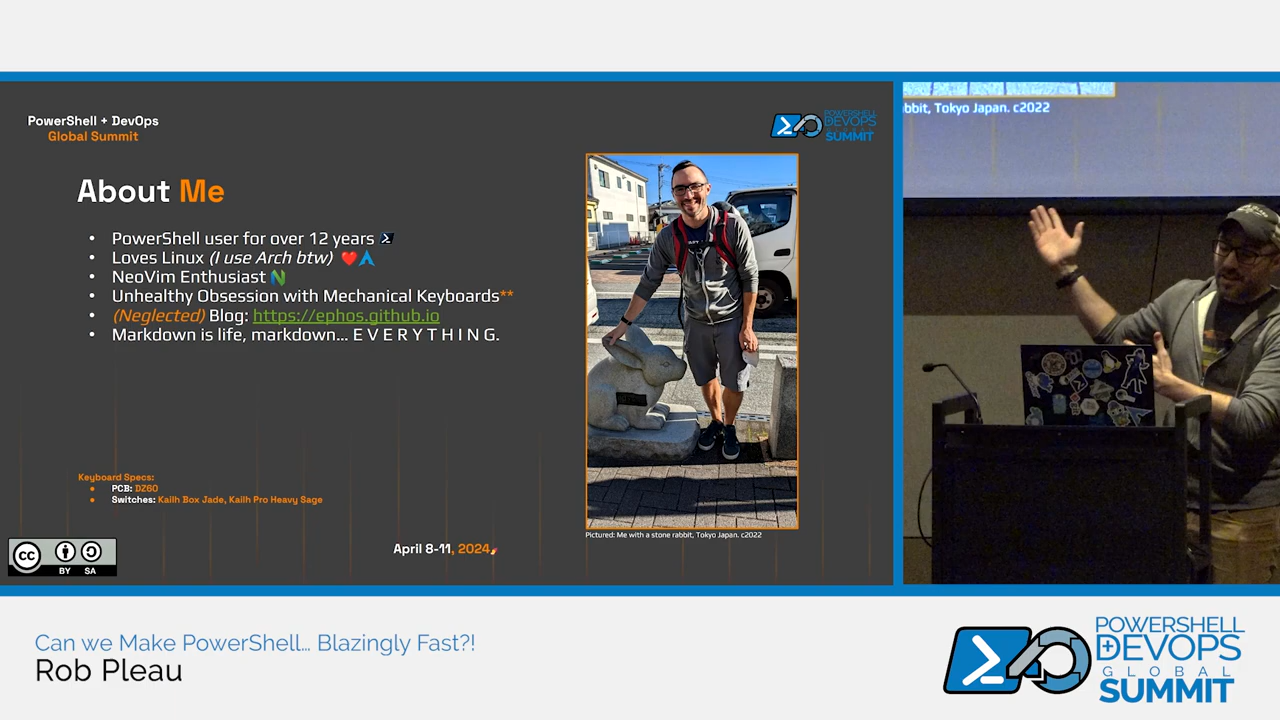 PowerShell + DevOps
Global Summit
POWERSHELL
DEVOPS
GLOBAL
SUMMIT
About Me
• PowerShell user for over 12 years
• Loves Linux (I use Arch btw) ❤️
• NeoVim Enthusiast
• Unhealthy Obsession with Mechanical Keyboards**
• (Neglected) Blog: https://ephos.github.io
• Markdown is life, markdown... E V E R Y T H I N G.
Keyboard Specs:
• PCB: DZ60
• Switches: Kailh Box Jade, Kailh Pro Heavy Sage
Pictured: Me with a stone rabbit, Tokyo Japan. c2022
April 8-11, 2024
CC
BY SA
bbit, Tokyo Japan. c2022
Can we Make PowerShell... Blazingly Fast?!
Rob Pleau
POWERSHELL
DEVOPS
GLOBAL
SUMMIT